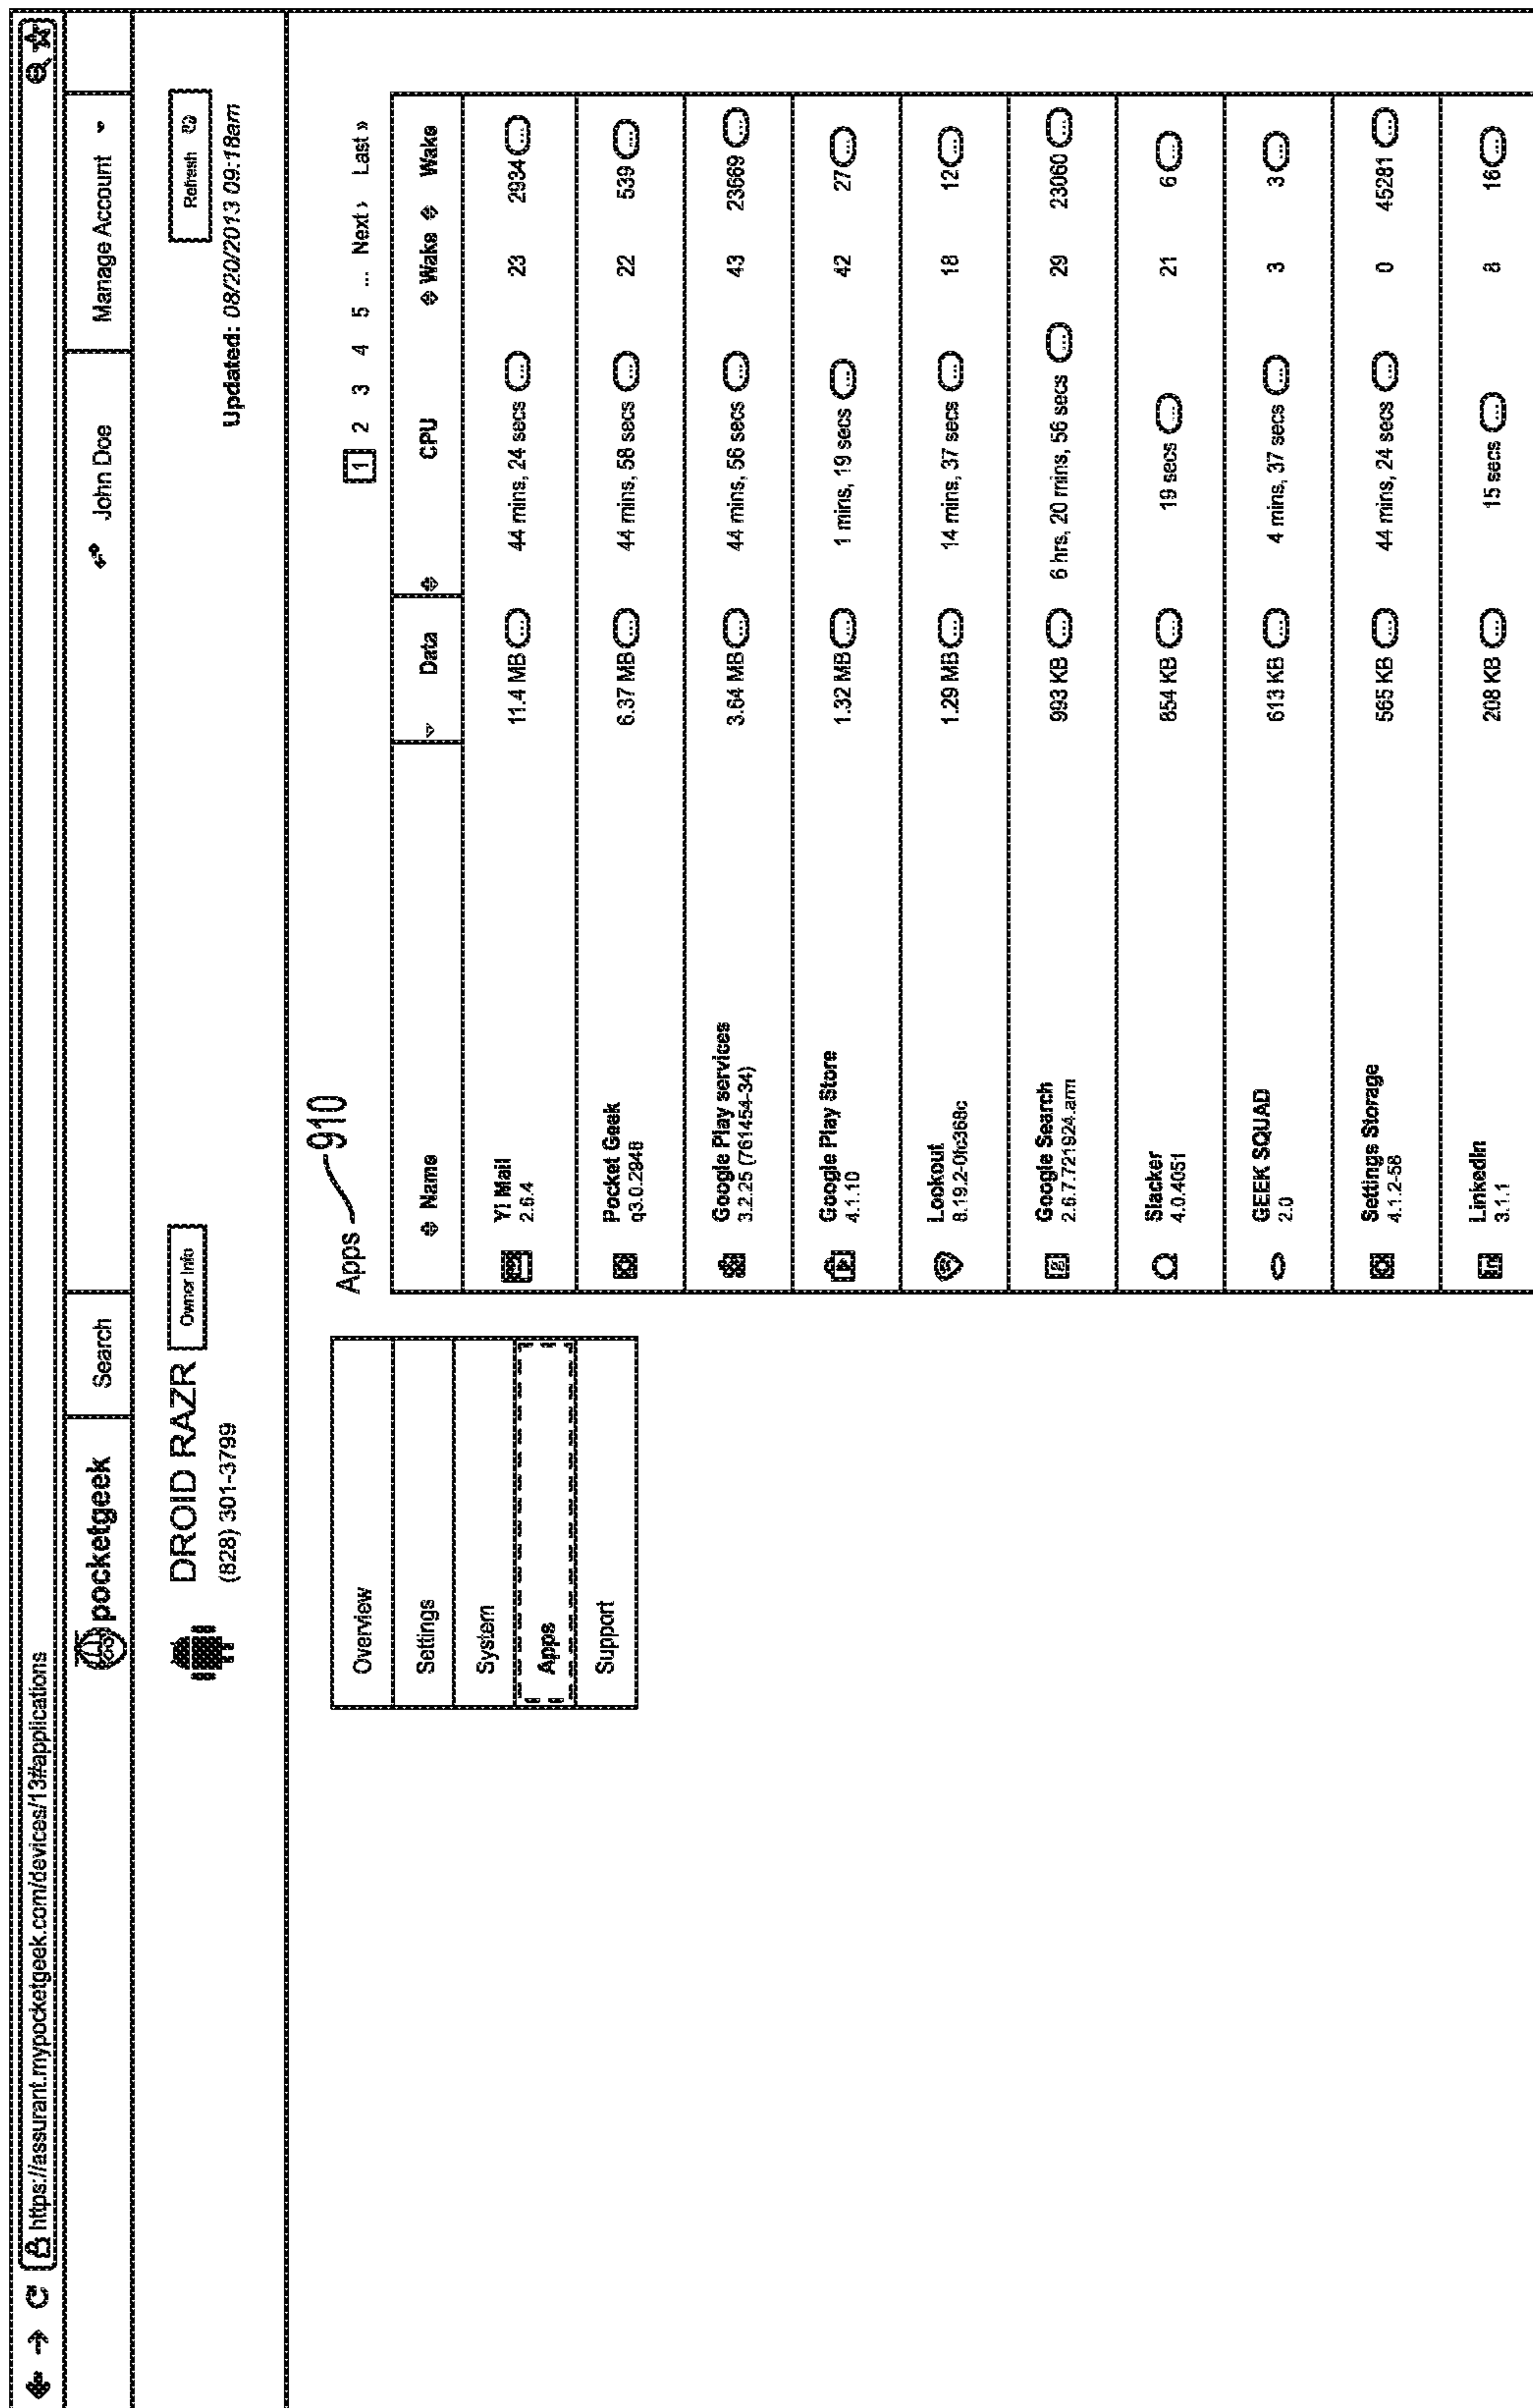 https://assurant.mypocketgeek.com/devices/13#applications
pocketgeek Search John Doe Manage Account
DROID RAZR Owner Info Refresh
(828) 301-3799 Updated: 08/20/2013 09:18am
Overview
Settings
System
Apps
Support
Apps 910 1 2 3 4 5 ... Next › Last »
Name Data CPU Wake Wake
Y! Mail 11.4 MB ... 44 mins, 24 secs ... 23 2934 ...
2.6.4
Pocket Geek 6.37 MB ... 44 mins, 58 secs ... 22 539 ...
q3.0.2948
Google Play services 3.64 MB ... 44 mins, 56 secs ... 43 23669 ...
3.2.25 (761454-34)
Google Play Store 1.32 MB ... 1 mins, 19 secs ... 42 27 ...
4.1.10
Lookout 1.29 MB ... 14 mins, 37 secs ... 18 12 ...
8.19.2-0fc368c
Google Search 993 KB ... 6 hrs, 20 mins, 56 secs ... 29 23060 ...
2.6.7.721924.arm
Slacker 854 KB ... 19 secs ... 21 6 ...
4.0.4051
GEEK SQUAD 613 KB ... 4 mins, 37 secs ... 3 3 ...
2.0
Settings Storage 565 KB ... 44 mins, 24 secs ... 0 45281 ...
4.1.2-58
in LinkedIn 208 KB ... 15 secs ... 8 16 ...
3.1.1